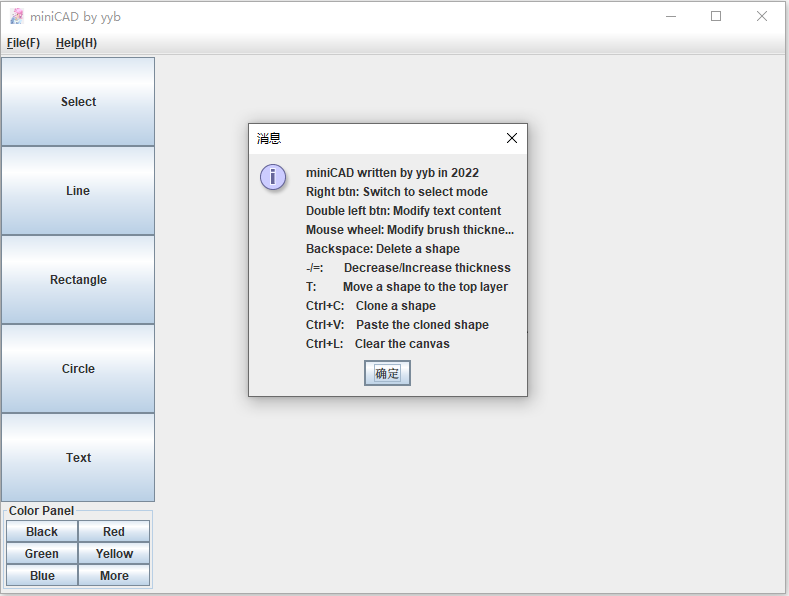 miniCAD by yyb
File(F) Help(H)
Select
Line
Rectangle
Circle
Text
Color Panel
Black Red
Green Yellow
Blue More
消息
miniCAD written by yyb in 2022
Right btn: Switch to select mode
Double left btn: Modify text content
Mouse wheel: Modify brush thickne...
Backspace: Delete a shape
-/=: Decrease/Increase thickness
T: Move a shape to the top layer
Ctrl+C: Clone a shape
Ctrl+V: Paste the cloned shape
Ctrl+L: Clear the canvas
确定